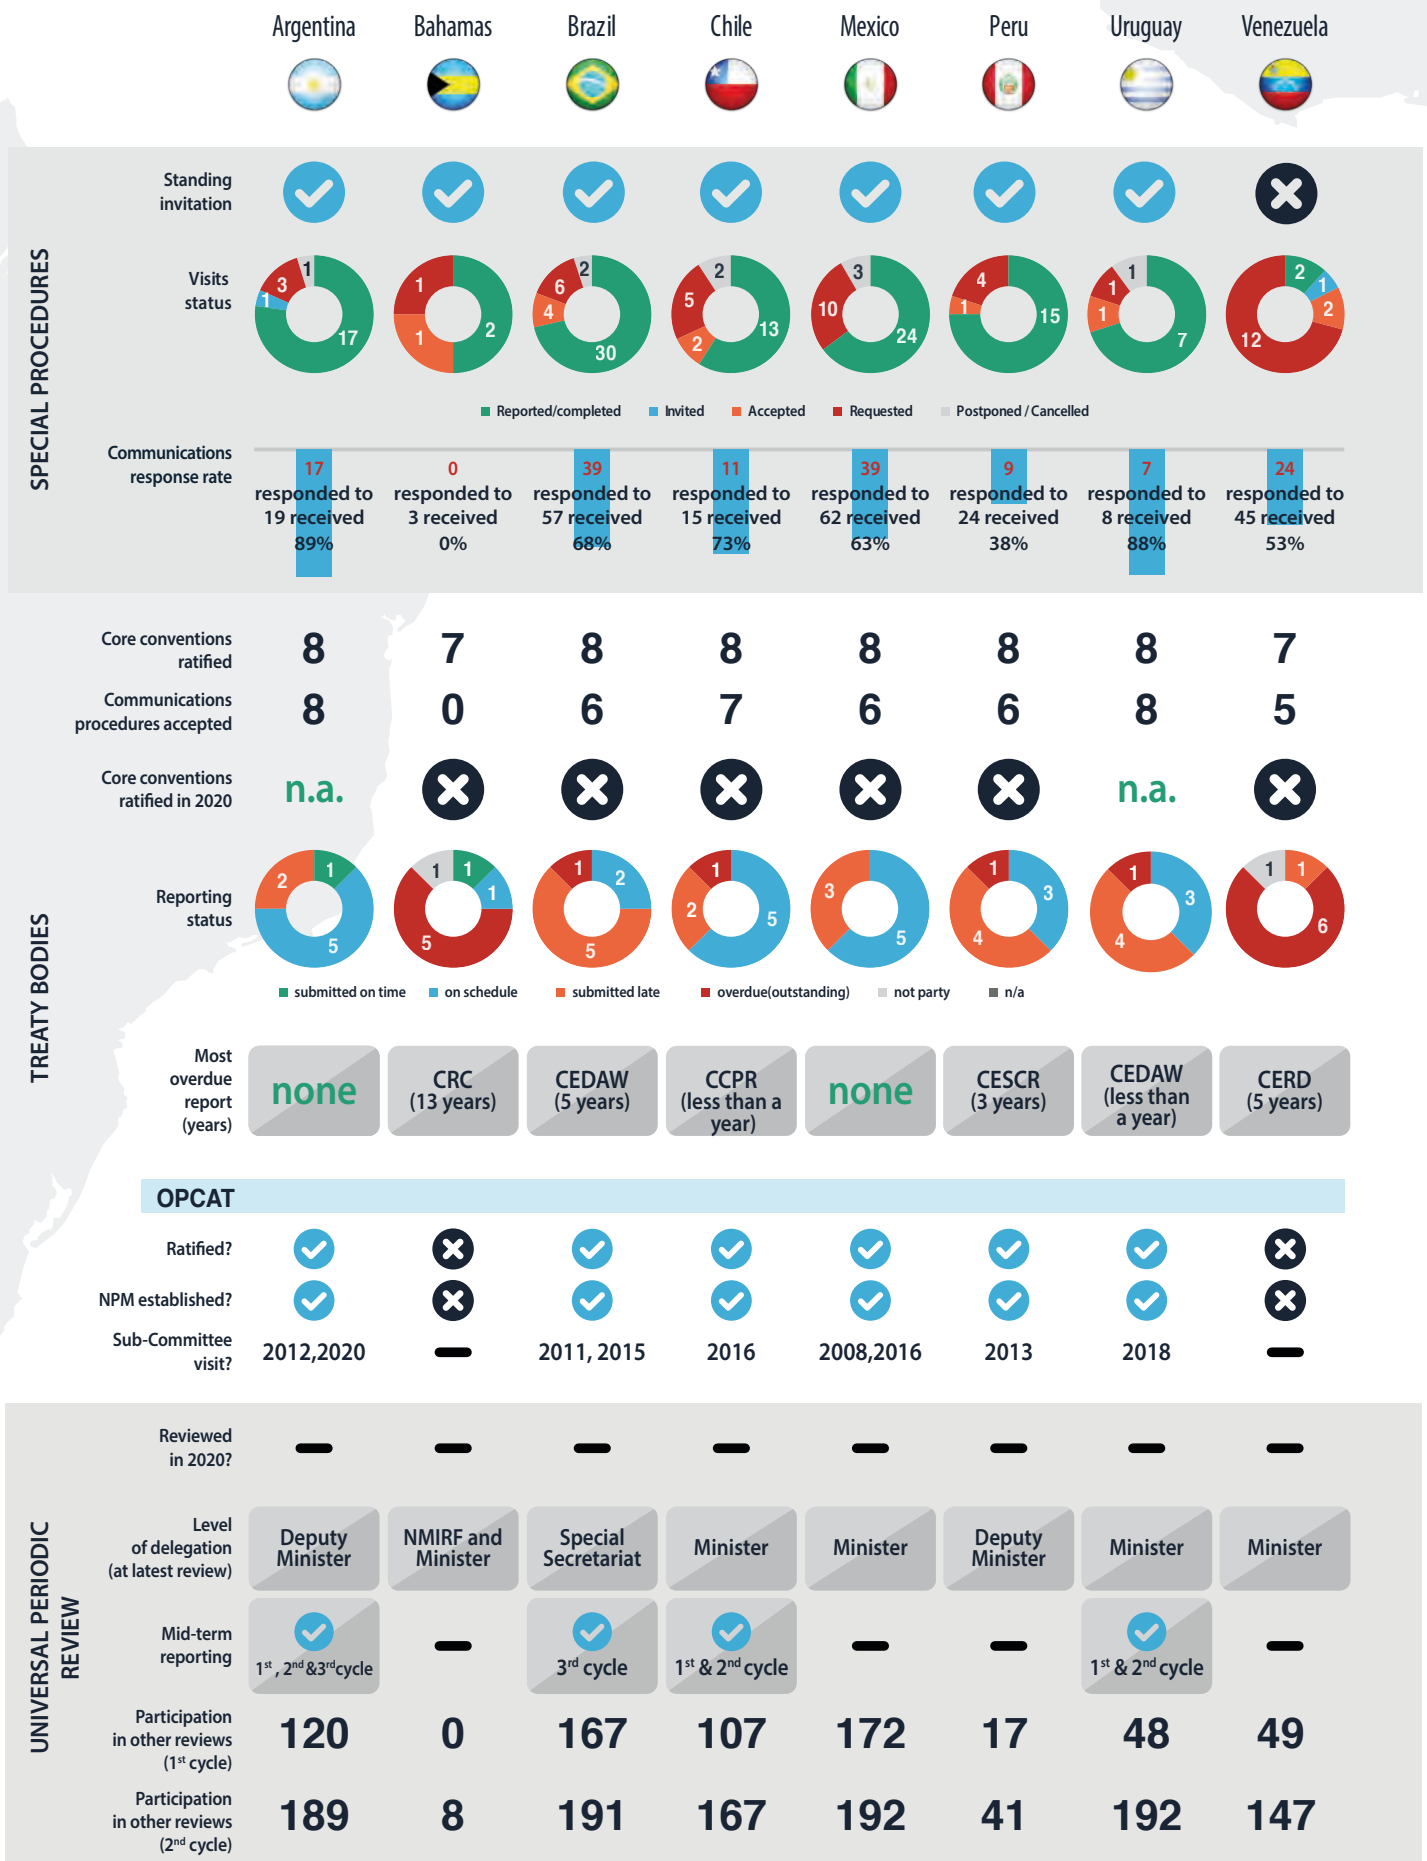 Argentina Bahamas Brazil Chile Mexico Peru Uruguay Venezuela
SPECIAL PROCEDURES
Standing
invitation
Visits
status
1 3 1 17
1 1 2
2 6 4 30
2 5 2 13
3 10 24
4 1 15
1 1 1 7
2 1 2 12
Reported/completed Invited Accepted Requested Postponed / Cancelled
Communications
response rate
17 0 39 11 39 9 7 24
responded to responded to responded to responded to responded to responded to responded to responded to
19 received 3 received 57 received 15 received 62 received 24 received 8 received 45 received
89% 0% 68% 73% 63% 38% 88% 53%
TREATY BODIES
Core conventions
ratified
8 7 8 8 8 8 8 7
Communications
procedures accepted
8 0 6 7 6 6 8 5
Core conventions
ratified in 2020
n.a. n.a.
Reporting
status
2 1 5
1 1 1 5
1 2 5
1 2 5
3 5
1 3 4
1 3 4
1 1 6
submitted on time on schedule submitted late overdue(outstanding) not party n/a
Most
overdue
report
(years)
none
CRC
(13 years)
CEDAW
(5 years)
CCPR
(less than a
year)
none
CESCR
(3 years)
CEDAW
(less than
a year)
CERD
(5 years)
OPCAT
Ratified?
NPM established?
Sub-Committee
visit?
2012,2020 2011, 2015 2016 2008,2016 2013 2018
UNIVERSAL PERIODIC
REVIEW
Reviewed
in 2020?
Level
of delegation
(at latest review)
Deputy
Minister
NMIRF and
Minister
Special
Secretariat
Minister
Minister
Deputy
Minister
Minister
Minister
Mid-term
reporting
1st , 2nd &3rdcycle 3rd cycle 1st & 2nd cycle 1st & 2nd cycle
Participation
in other reviews
(1st cycle)
120 0 167 107 172 17 48 49
Participation
in other reviews
(2nd cycle)
189 8 191 167 192 41 192 147